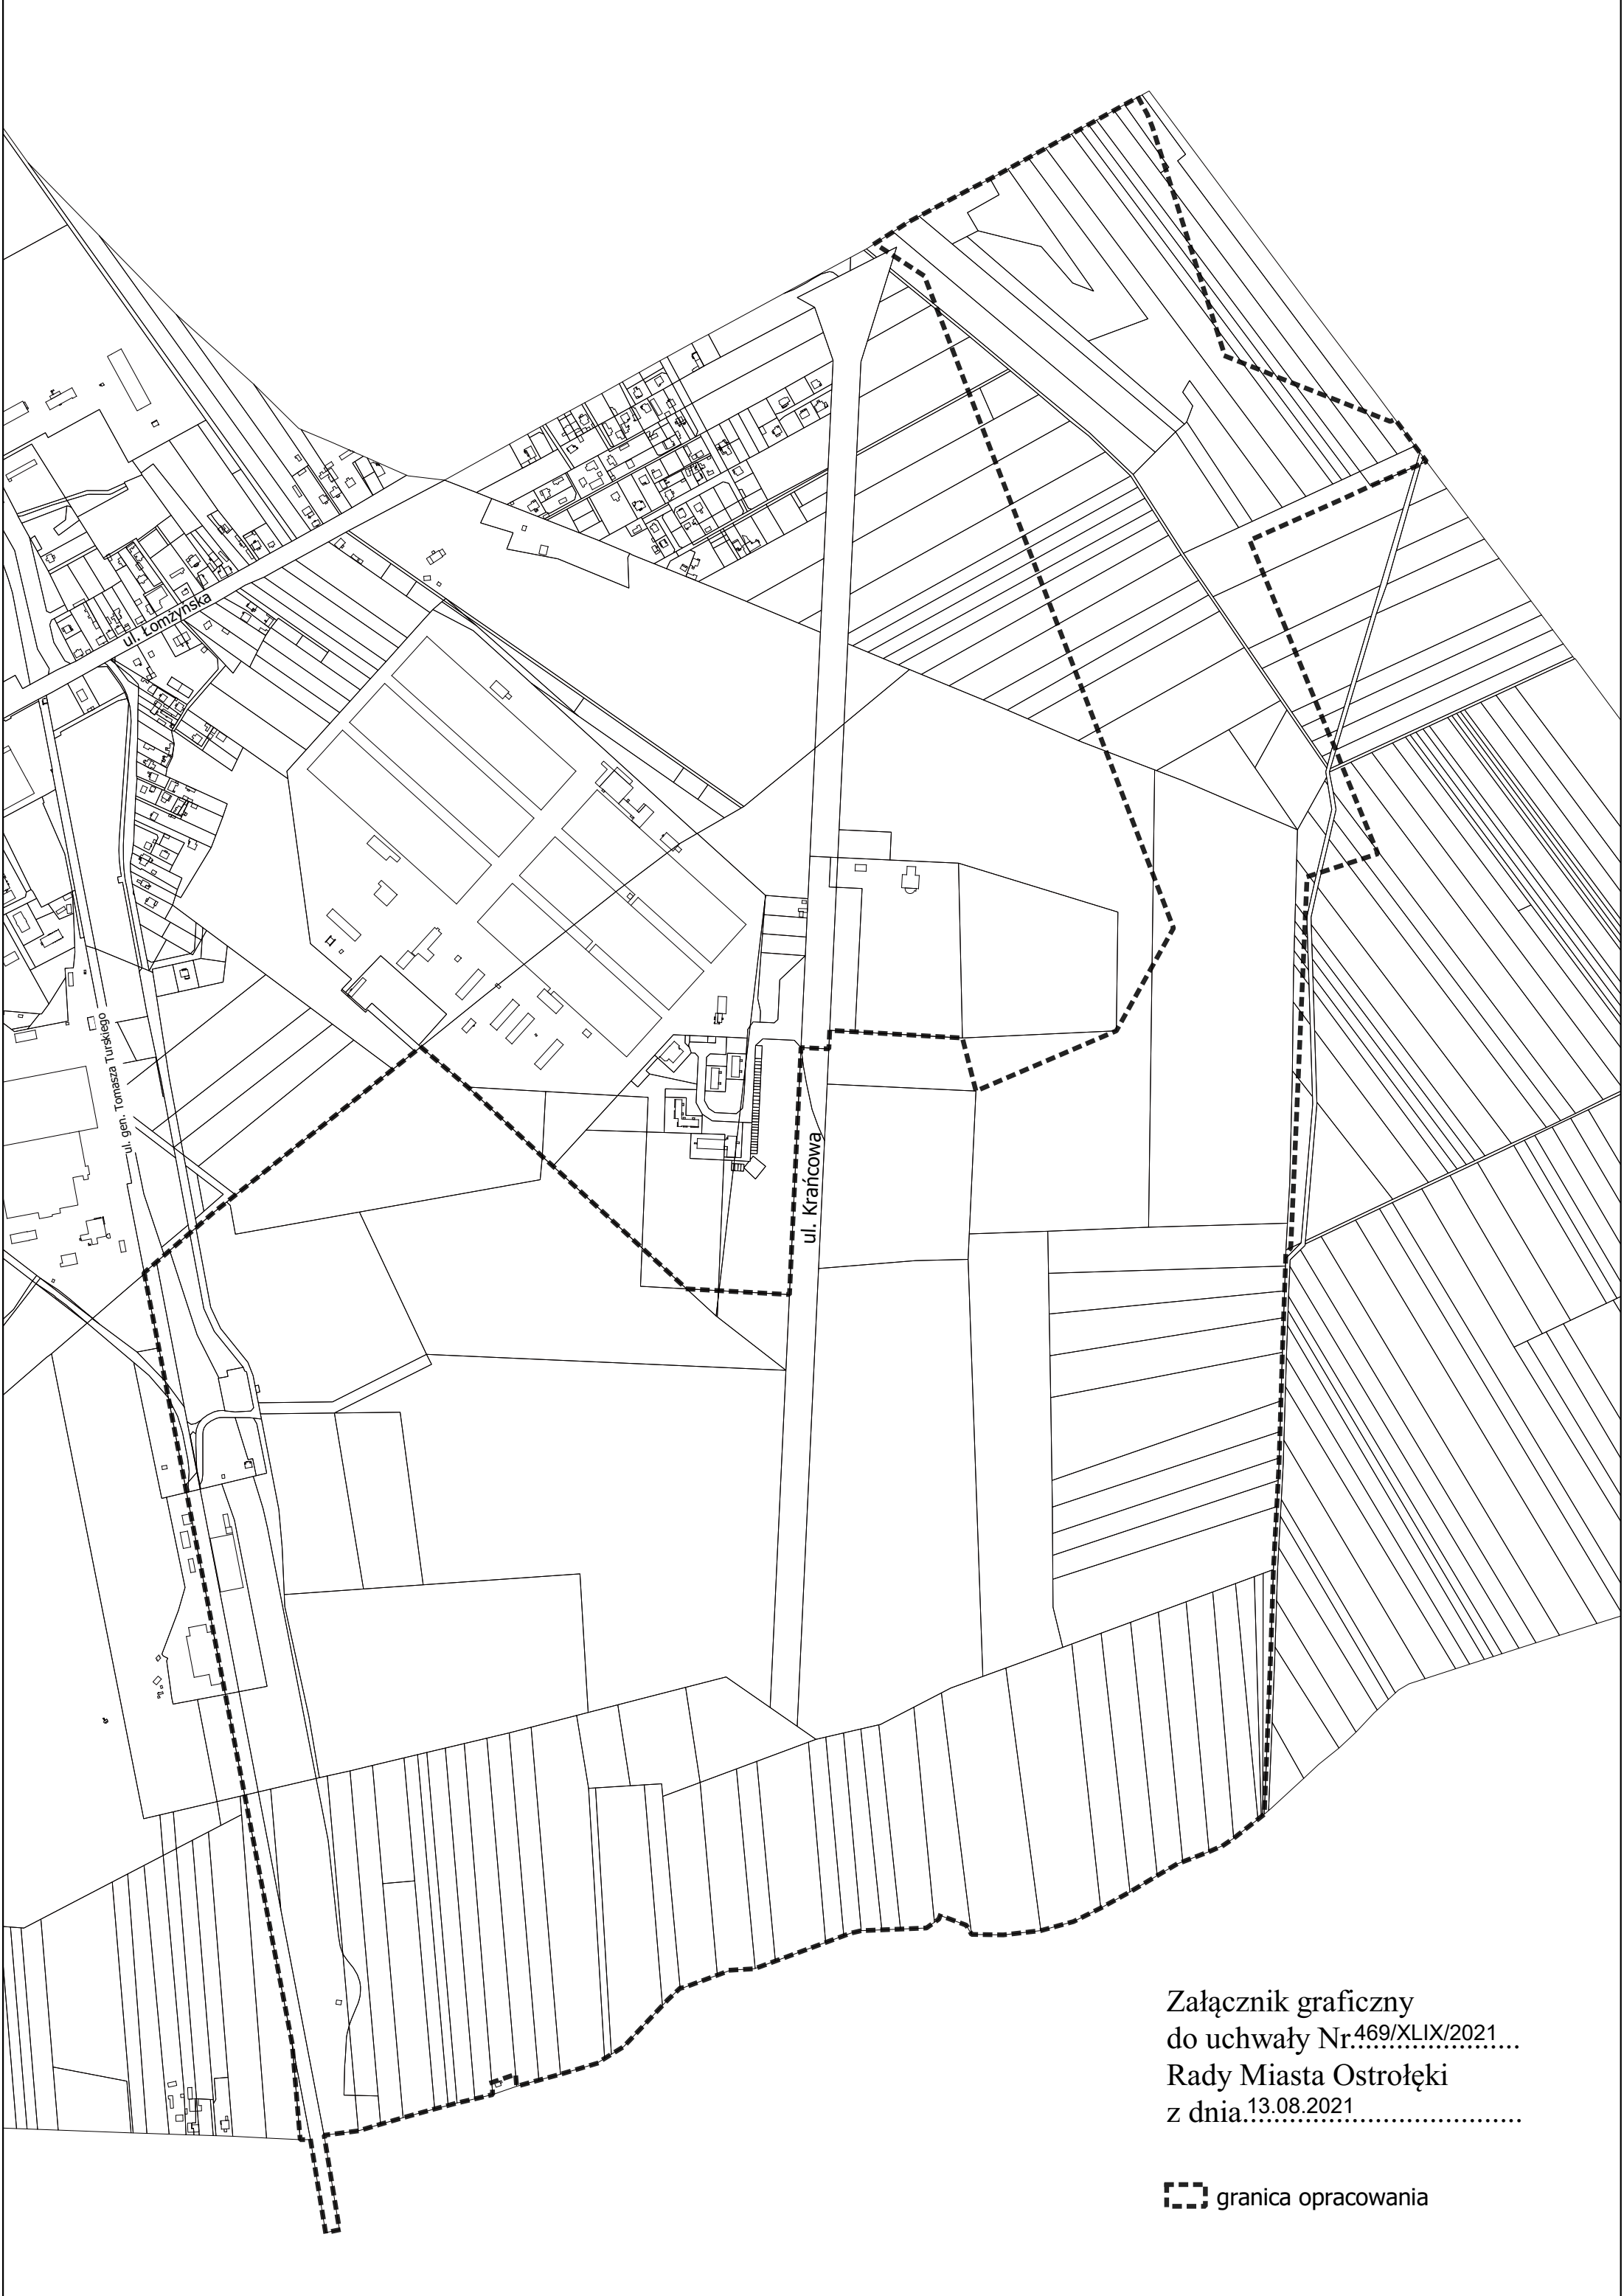 ul. Łomżyńska
ul. gen. Tomasza Turskiego
ul. Krańcowa
Załącznik graficzny
do uchwały Nr.469/XLIX/2021......................
Rady Miasta Ostrołęki
z dnia.13.08.2021....................................
granica opracowania